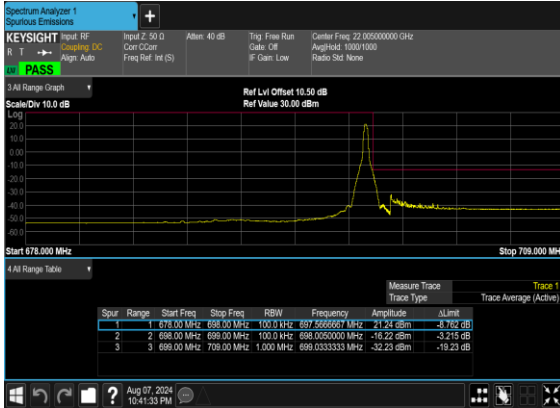 Spectrum Analyzer 1
Spurious Emissions
+
KEYSIGHT Input: RF Input Z: 50 Ω Atten: 40 dB Trig: Free Run Center Freq: 22.005000000 GHz
R T Coupling: DC Corr CCorr Gate: Off Avg|Hold: 1000/1000
Align: Auto Freq Ref: Int (S) IF Gain: Low Radio Std: None
PASS
3 All Range Graph
Ref Lvl Offset 10.50 dB
Scale/Div 10.0 dB Ref Value 30.00 dBm
Log
20.0
10.0
0.00
-10.0
-20.0
-30.0
-40.0
-50.0
-60.0
Start 678.000 MHz Stop 709.000 MH
4 All Range Table
Measure Trace Trace 1
Trace Type Trace Average (Active)
Spur Range Start Freq Stop Freq RBW Frequency Amplitude ΔLimit
1 1 678.00 MHz 698.00 MHz 100.0 kHz 697.5666667 MHz 21.24 dBm -8.762 dB
2 2 698.00 MHz 699.00 MHz 100.0 kHz 698.0050000 MHz -16.22 dBm -3.215 dB
3 3 699.00 MHz 709.00 MHz 1.000 MHz 699.0333333 MHz -32.23 dBm -19.23 dB
? Aug 07, 2024
10:41:33 PM